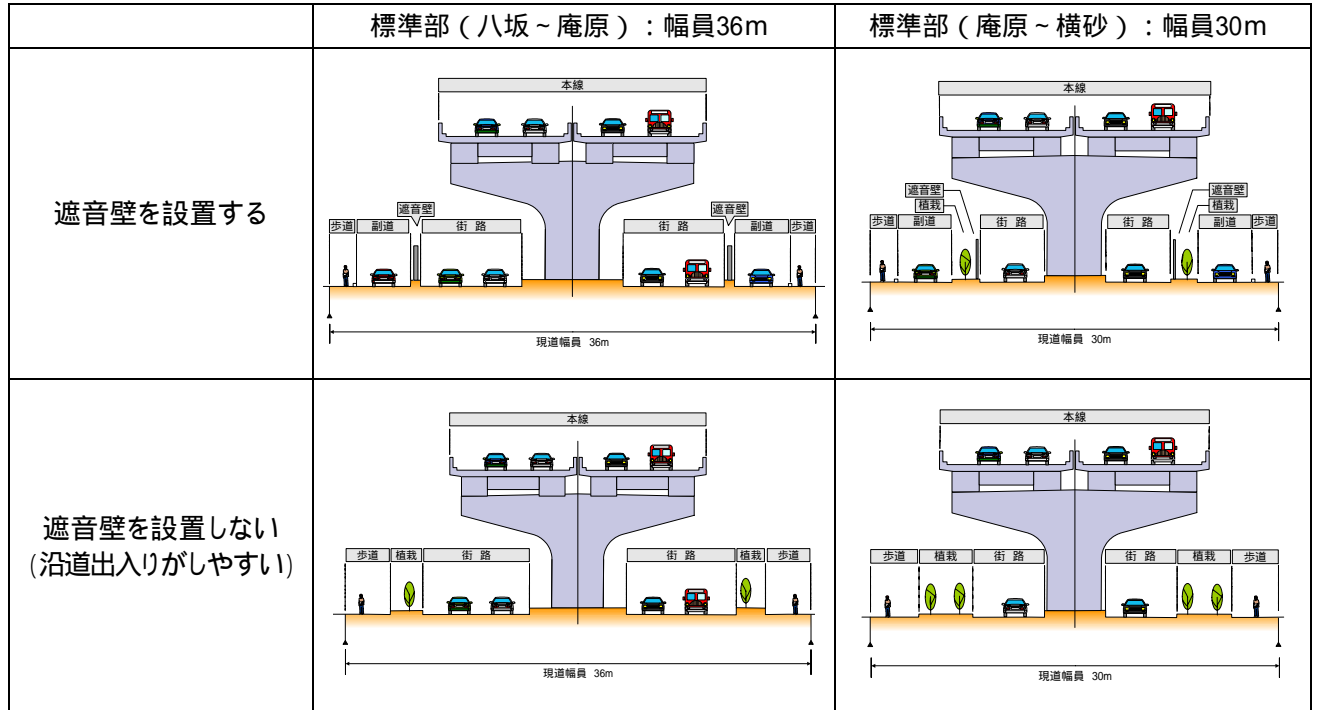 標準部（八坂～庵原）：幅員36m
標準部（庵原～横砂）：幅員30m
遮音壁を設置する
本線
遮音壁
遮音壁
歩道
副道
街 路
街 路
副道
歩道
現道幅員 36m
本線
遮音壁
植栽
遮音壁
植栽
歩道
副道
街 路
街 路
副道
歩道
現道幅員 30m
遮音壁を設置しない
(沿道出入りがしやすい)
本線
歩道
植栽
街 路
街 路
植栽
歩道
現道幅員 36m
本線
歩道
植栽
街 路
街 路
植栽
歩道
現道幅員 30m